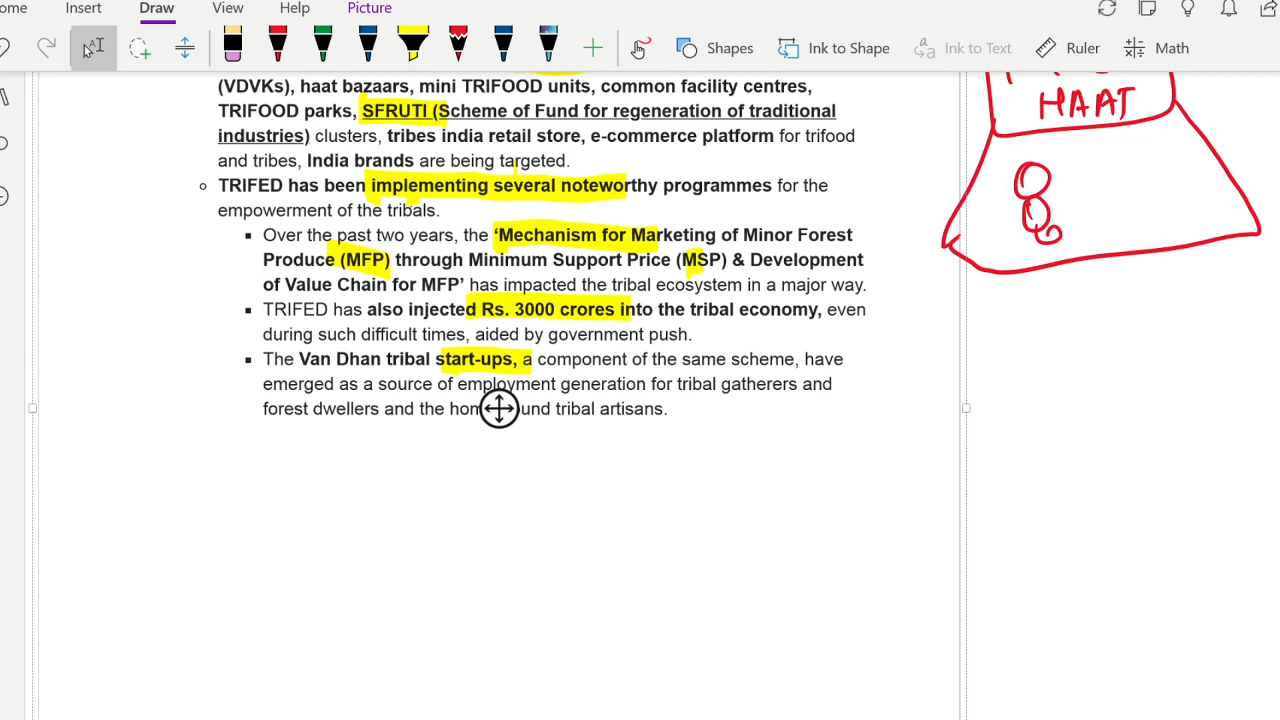 ome Insert Draw View Help Picture
Shapes Ink to Shape Ink to Text Ruler Math
(VDVKs), haat bazaars, mini TRIFOOD units, common facility centres,
TRIFOOD parks, SFRUTI (Scheme of Fund for regeneration of traditional
industries) clusters, tribes india retail store, e-commerce platform for trifood
and tribes, India brands are being targeted.
TRIFED has been implementing several noteworthy programmes for the
empowerment of the tribals.
Over the past two years, the ‘Mechanism for Marketing of Minor Forest
Produce (MFP) through Minimum Support Price (MSP) & Development
of Value Chain for MFP’ has impacted the tribal ecosystem in a major way.
TRIFED has also injected Rs. 3000 crores into the tribal economy, even
during such difficult times, aided by government push.
The Van Dhan tribal start-ups, a component of the same scheme, have
emerged as a source of employment generation for tribal gatherers and
forest dwellers and the tribal artisans.
HAAT